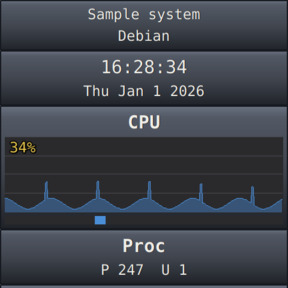 Sample system
Debian
16:28:34
Thu Jan 1 2026
CPU
34%
Proc
P 247 U 1